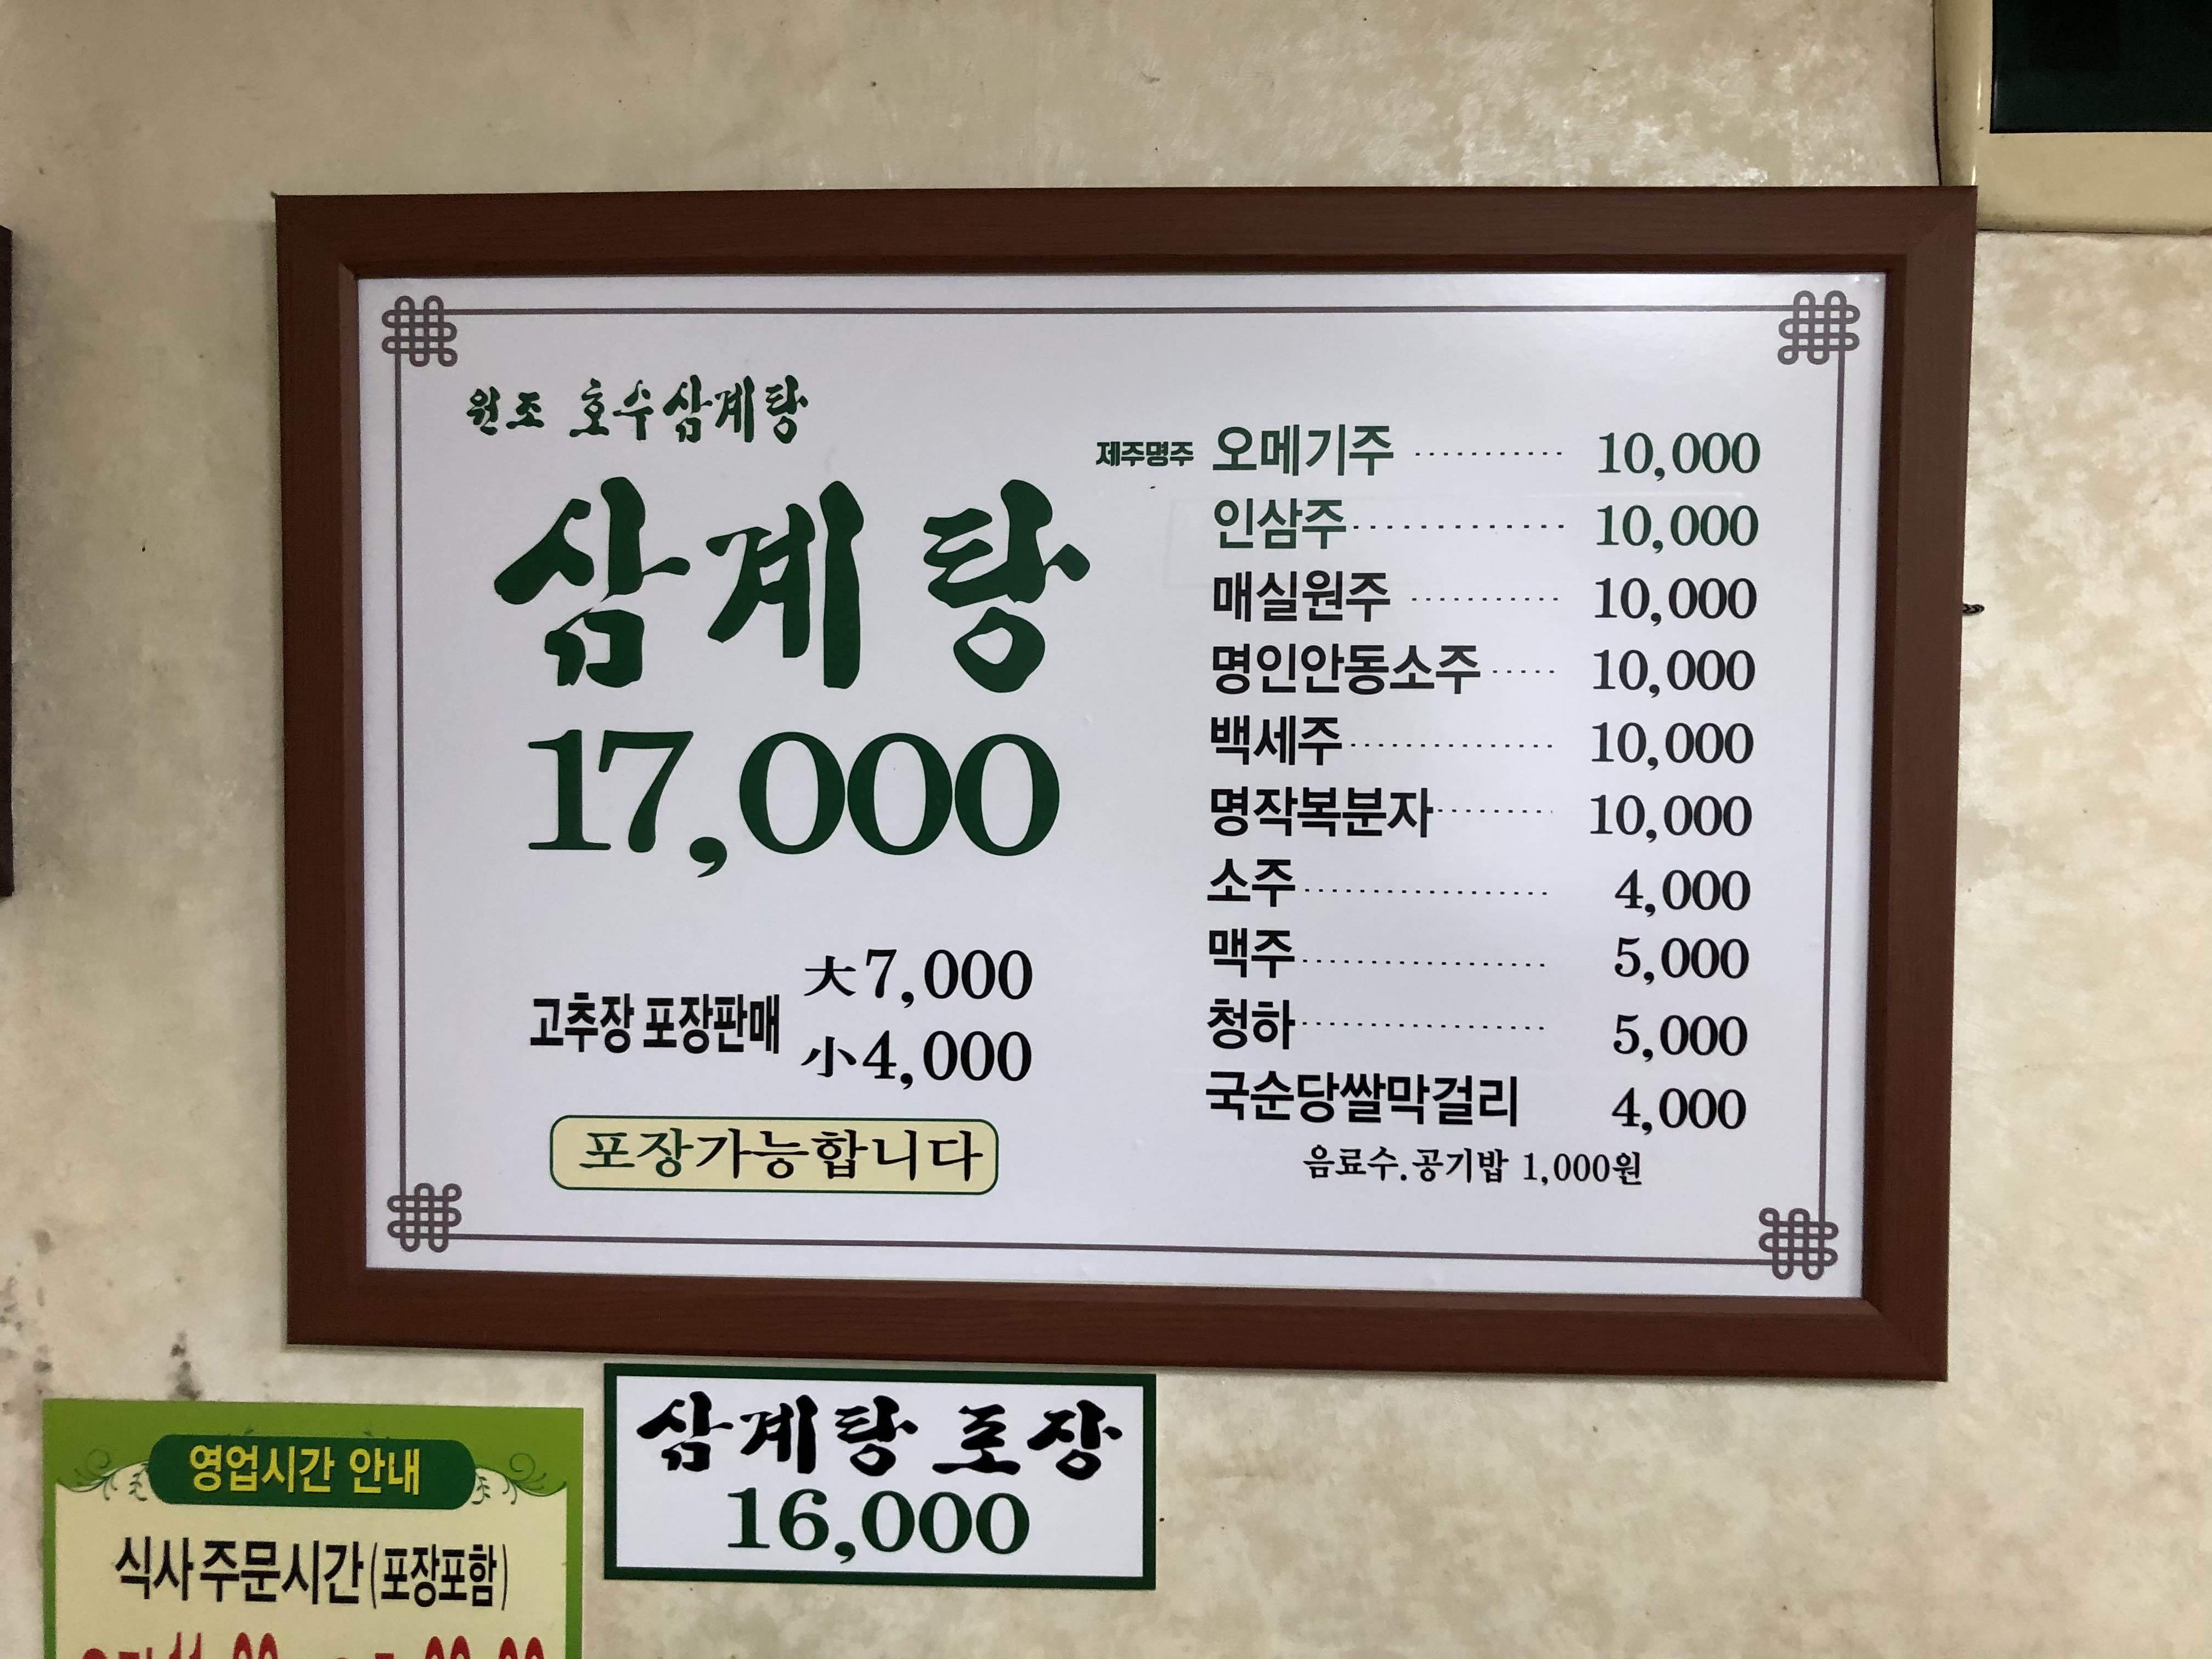 원조 호수삼계탕
삼계탕
17,000
고추장 포장판매
大 7,000
小 4,000
포장가능합니다
제주명주 오메기주 ··········· 10,000
인삼주 ··············· 10,000
매실원주 ··········· 10,000
명인안동소주 ····· 10,000
백세주 ··············· 10,000
명작복분자 ········· 10,000
소주 ·················· 4,000
맥주 ·················· 5,000
청하 ·················· 5,000
국순당쌀막걸리 4,000
음료수.공기밥 1,000원
삼계탕 포장
16,000
영업시간 안내
식사 주문시간(포장포함)